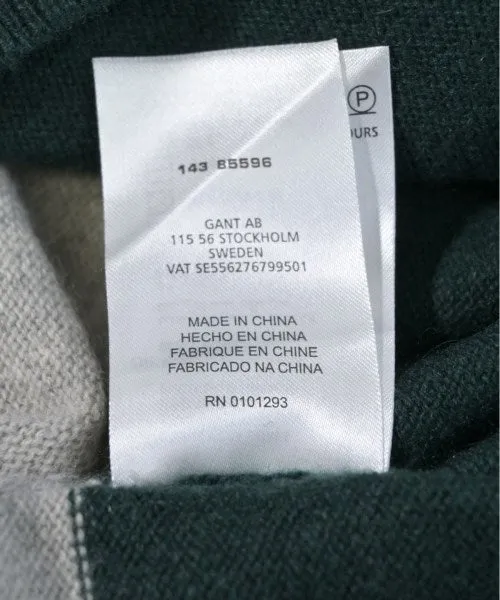 143 85596
GANT AB
115 56 STOCKHOLM
SWEDEN
VAT SE556276799501
MADE IN CHINA
HECHO EN CHINA
FABRIQUE EN CHINE
FABRICADO NA CHINA
RN 0101293
P